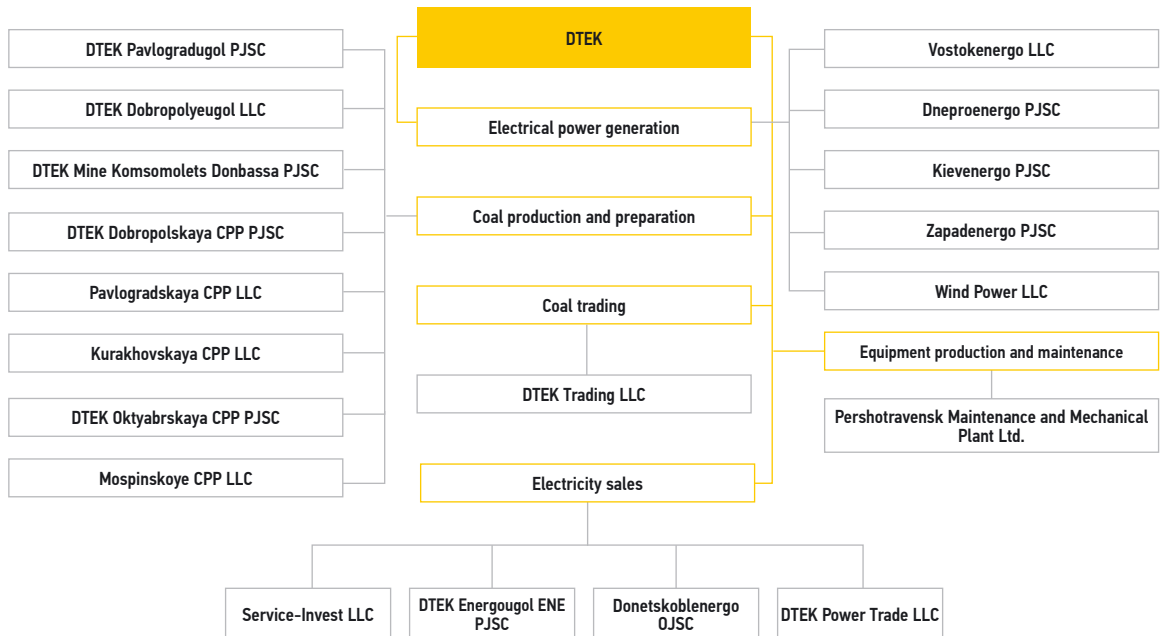 DTEK
DTEK Pavlogradugol PJSC
DTEK Dobropolyeugol LLC
DTEK Mine Komsomolets Donbassa PJSC
DTEK Dobropolskaya CPP PJSC
Pavlogradskaya CPP LLC
Kurakhovskaya CPP LLC
DTEK Oktyabrskaya CPP PJSC
Mospinskoye CPP LLC
Electrical power generation
Coal production and preparation
Coal trading
DTEK Trading LLC
Electricity sales
Vostokenergo LLC
Dneproenergo PJSC
Kievenergo PJSC
Zapadenergo PJSC
Wind Power LLC
Equipment production and maintenance
Pershotravensk Maintenance and Mechanical
Plant Ltd.
Service-Invest LLC
DTEK Energougol ENE
PJSC
Donetskoblenergo
OJSC
DTEK Power Trade LLC